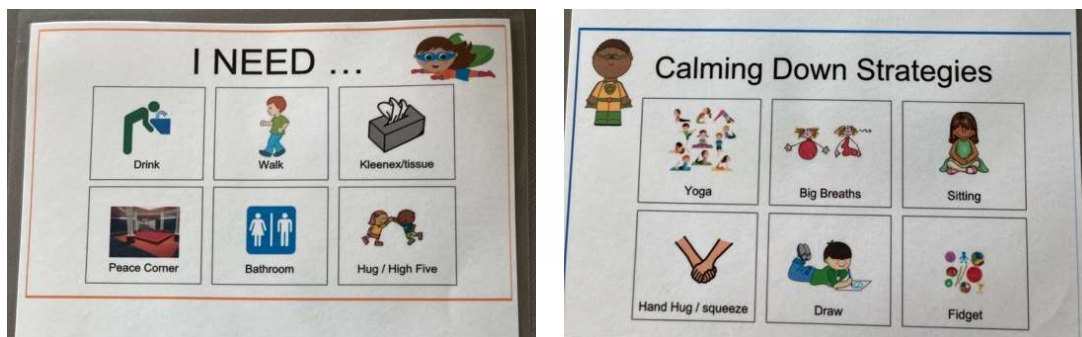 I NEED ...
Drink
Walk
Kleenex/tissue
Peace Corner
Bathroom
Hug / High Five
Calming Down Strategies
Yoga
Big Breaths
Sitting
Hand Hug / squeeze
Draw
Fidget